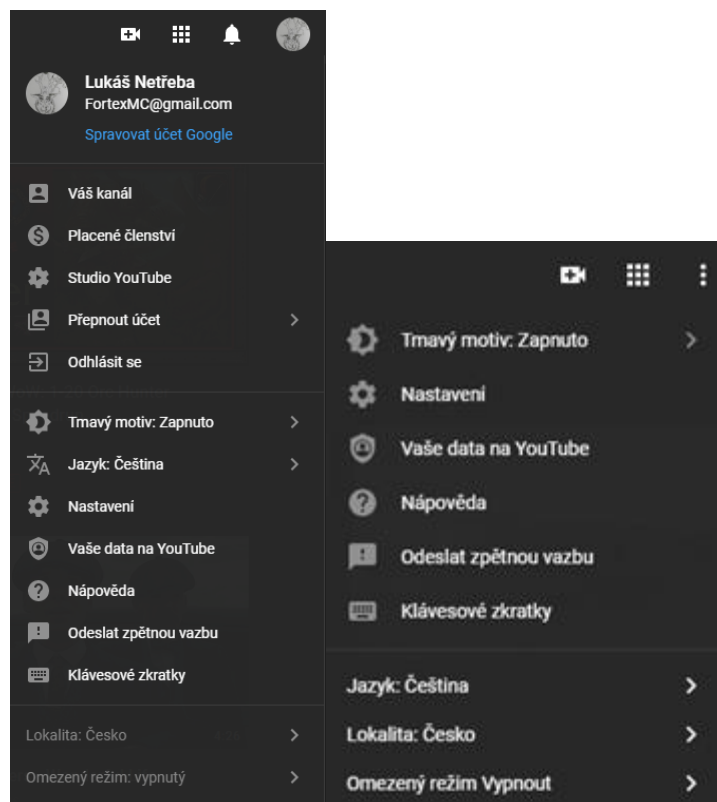 Lukáš Netřeba
FortexMC@gmail.com
Spravovat účet Google
Váš kanál
Placené členství
Studio YouTube
Přepnout účet
Odhlásit se
Tmavý motiv: Zapnuto
Jazyk: Čeština
Nastavení
Vaše data na YouTube
Nápověda
Odeslat zpětnou vazbu
Klávesové zkratky
Lokalita: Česko
Omezený režim: vypnutý
Tmavý motiv: Zapnuto
Nastavení
Vaše data na YouTube
Nápověda
Odeslat zpětnou vazbu
Klávesové zkratky
Jazyk: Čeština
Lokalita: Česko
Omezený režim Vypnout